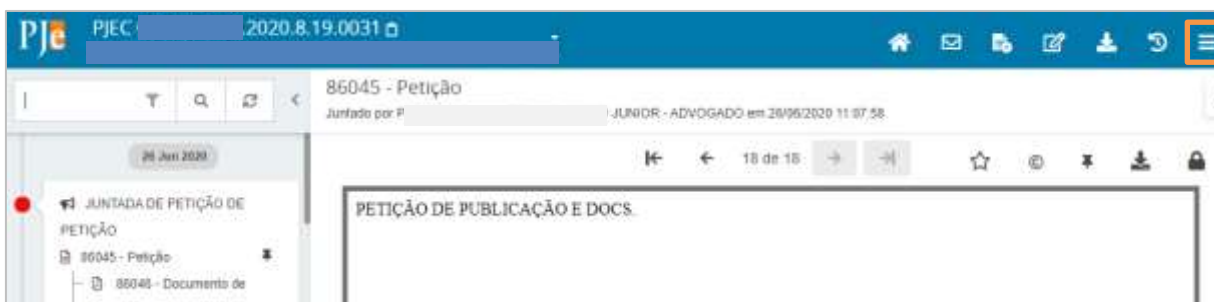 PJe PJEC .2020.8.19.0031
86045 - Petição
Juntado por P JUNIOR - ADVOGADO em 26/06/2020 11:07:58
26 Jun 2020
18 de 18
JUNTADA DE PETIÇÃO DE
PETIÇÃO
86045 - Petição
86046 - Documento de
PETIÇÃO DE PUBLICAÇÃO E DOCS.